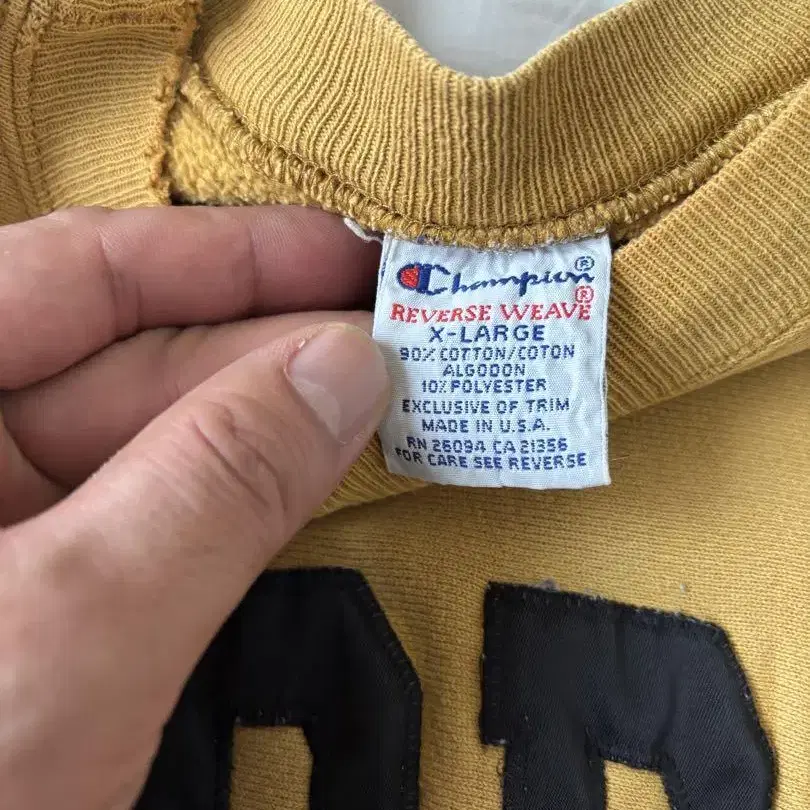 Champion®
REVERSE WEAVE®
X-LARGE
90% COTTON/COTON
ALGODON
10% POLYESTER
EXCLUSIVE OF TRIM
MADE IN U.S.A.
RN 26094 CA 21356
FOR CARE SEE REVERSE